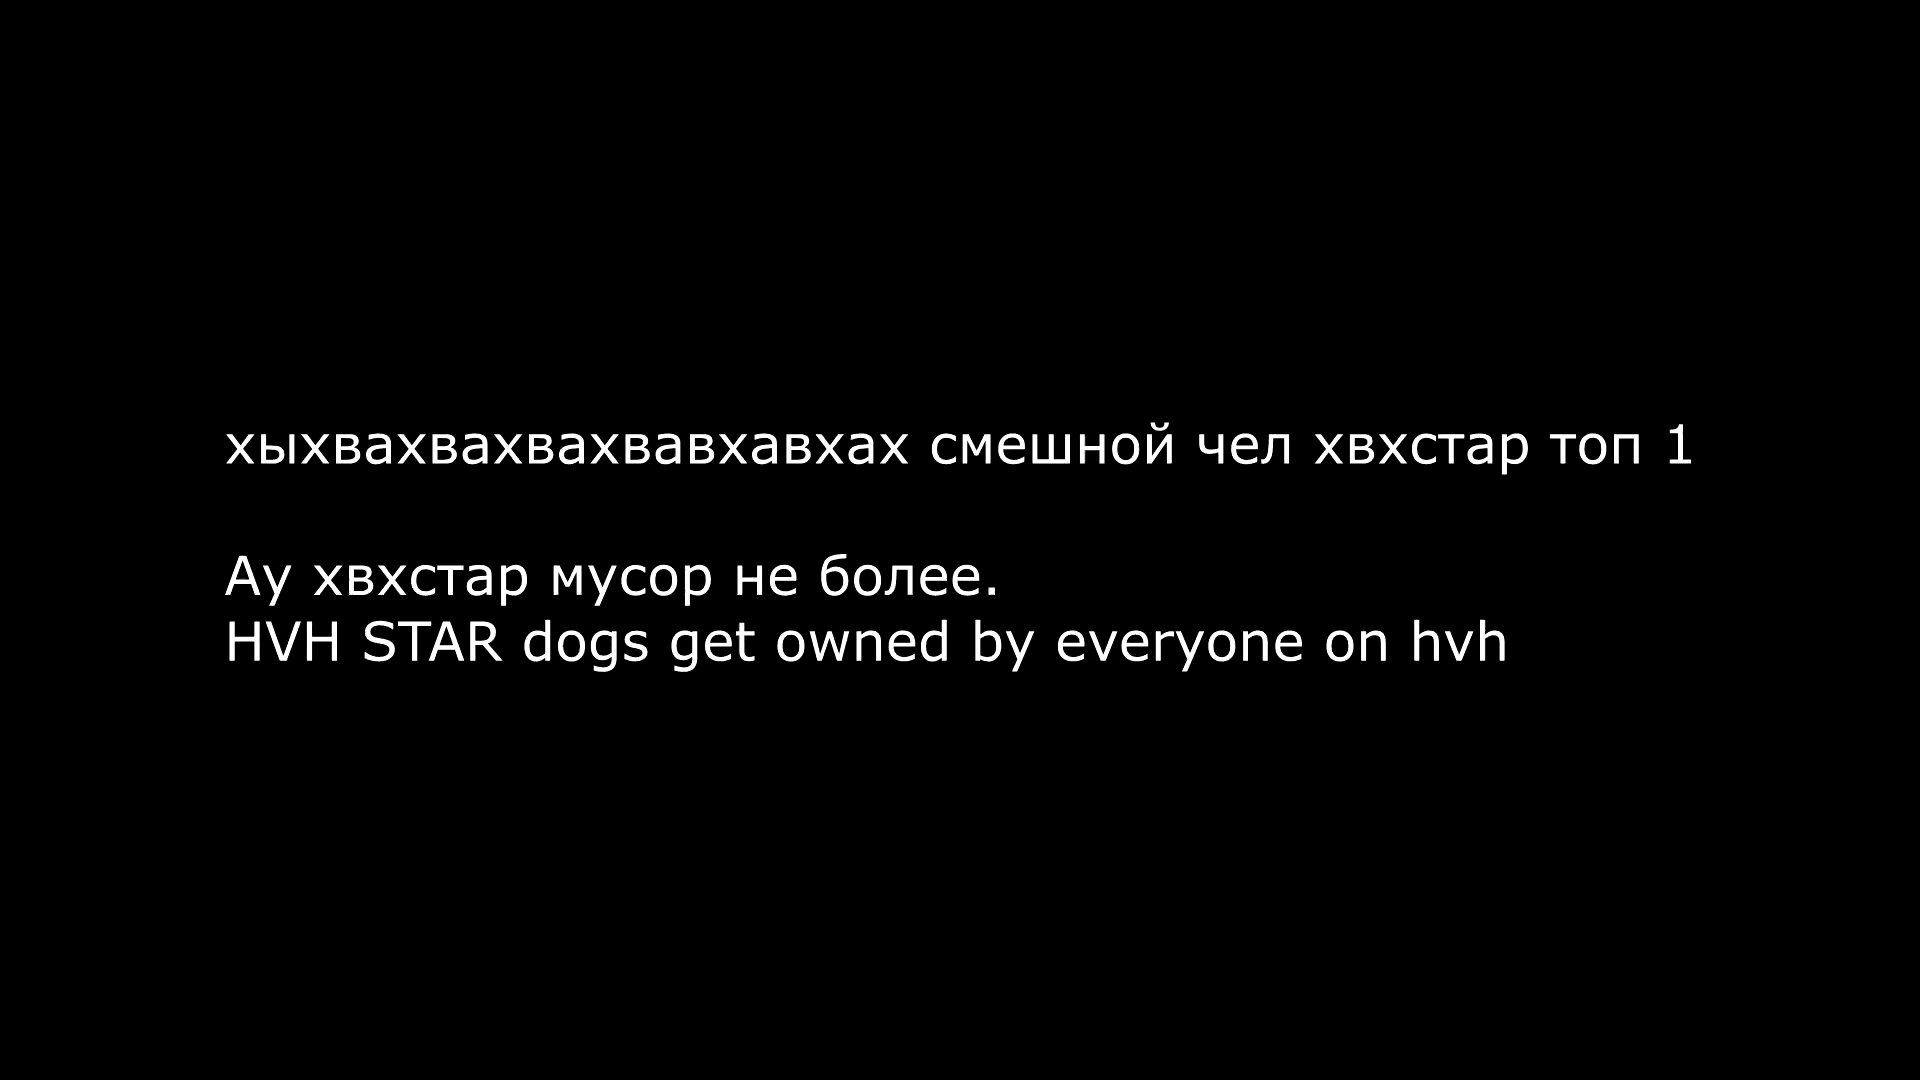 хыхвахвахвахвавхавхах смешной чел хвхстар топ 1
Ау хвхстар мусор не более.
HVH STAR dogs get owned by everyone on hvh